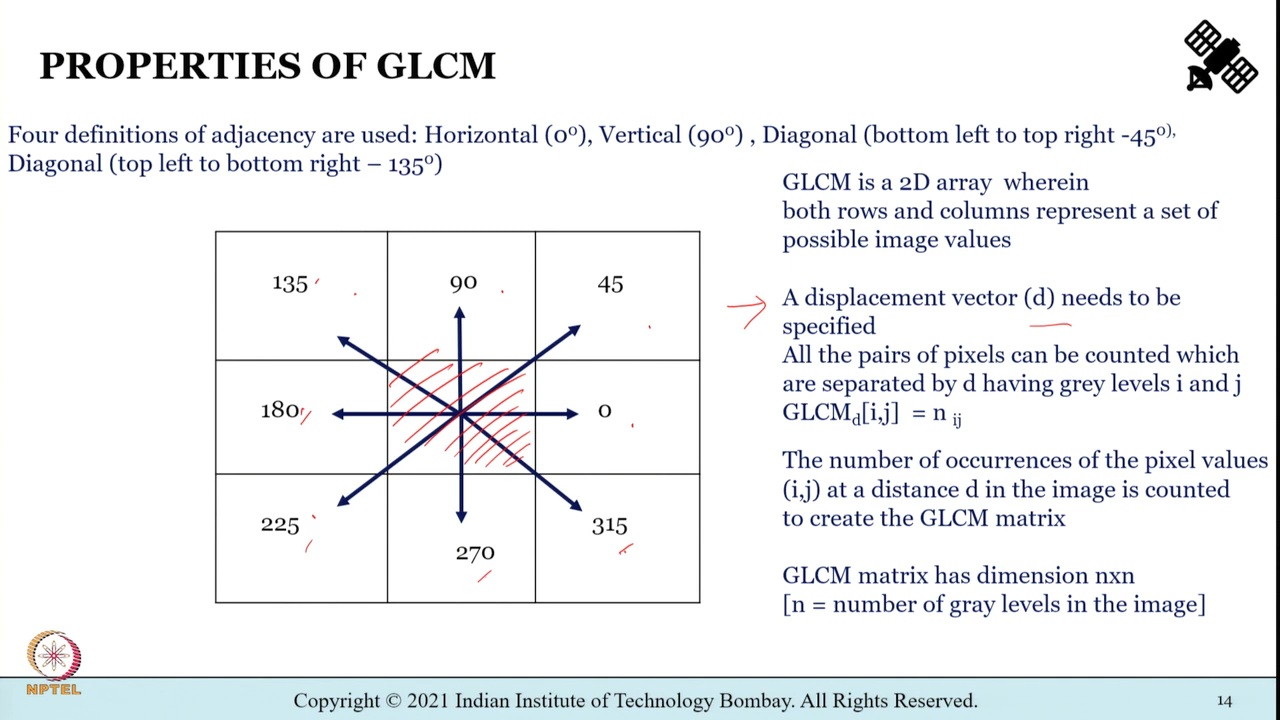 PROPERTIES OF GLCM
Four definitions of adjacency are used: Horizontal (0⁰), Vertical (90⁰) , Diagonal (bottom left to top right -45⁰⁾,
Diagonal (top left to bottom right – 135⁰)
GLCM is a 2D array wherein
both rows and columns represent a set of
possible image values
A displacement vector (d) needs to be
specified
All the pairs of pixels can be counted which
are separated by d having grey levels i and j
GLCMd[i,j] = n ij
The number of occurrences of the pixel values
(i,j) at a distance d in the image is counted
to create the GLCM matrix
GLCM matrix has dimension nxn
[n = number of gray levels in the image]
135 90 45
180 0
225 270 315
NPTEL
Copyright © 2021 Indian Institute of Technology Bombay. All Rights Reserved.
14